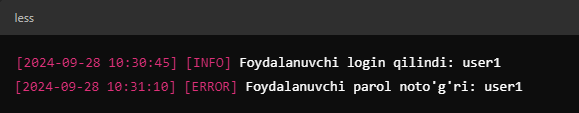 less
[2024-09-28 10:30:45] [INFO] Foydalanuvchi login qilindi: user1
[2024-09-28 10:31:10] [ERROR] Foydalanuvchi parol noto'g'ri: user1